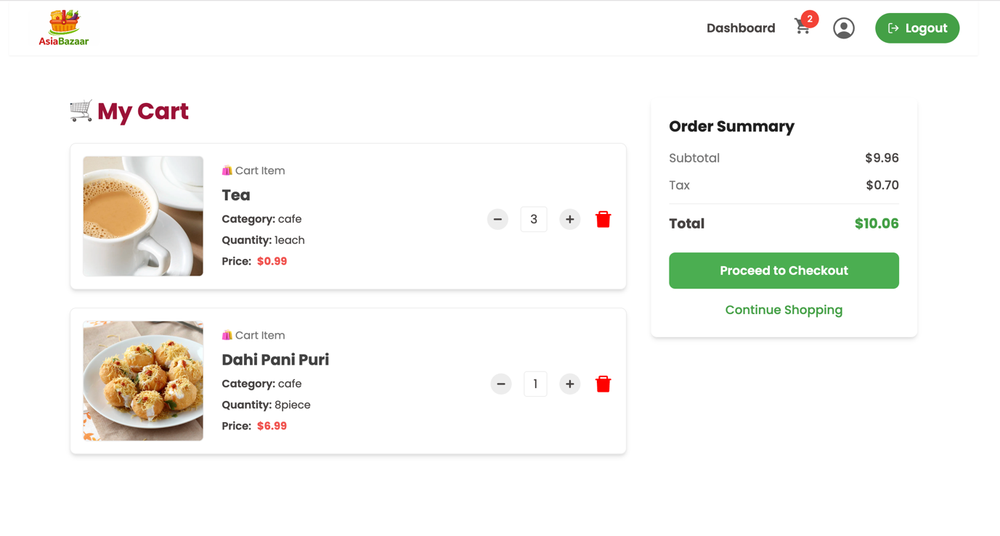 AsiaBazaar
Dashboard
2
Logout
My Cart
Cart Item
Tea
Category: cafe
Quantity: 1each
Price: $0.99
3
Cart Item
Dahi Pani Puri
Category: cafe
Quantity: 8piece
Price: $6.99
1
Order Summary
Subtotal $9.96
Tax $0.70
Total $10.06
Proceed to Checkout
Continue Shopping